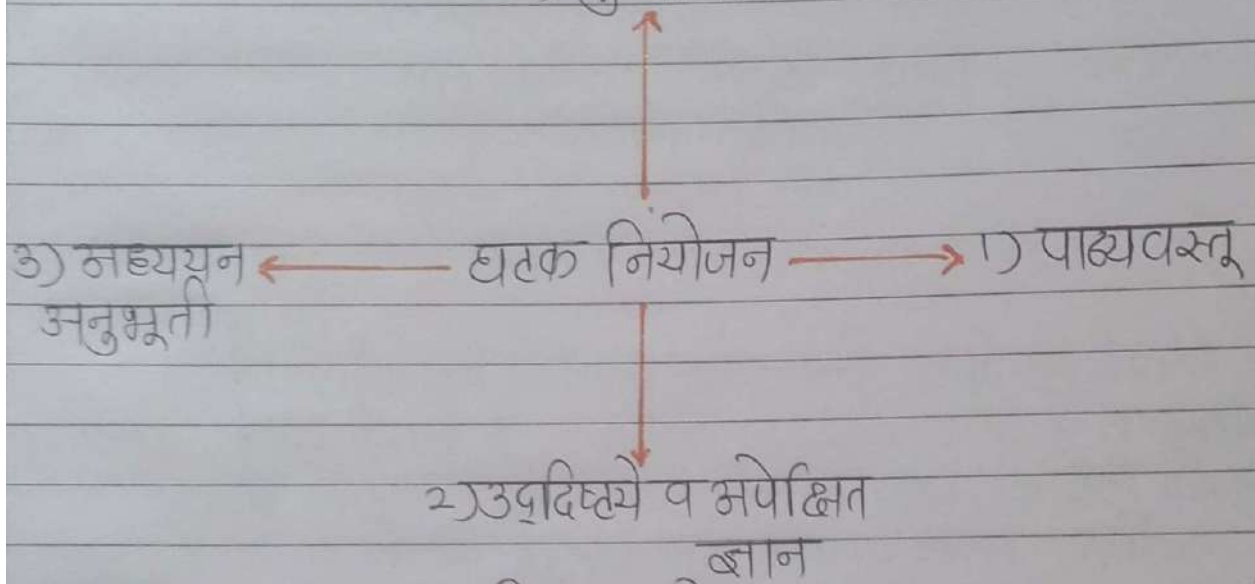 ३) अध्ययन घटक नियोजन १) पाठ्यवस्तू
अनुभूती
२) उद्दिष्ट्ये व अपेक्षित
ज्ञान